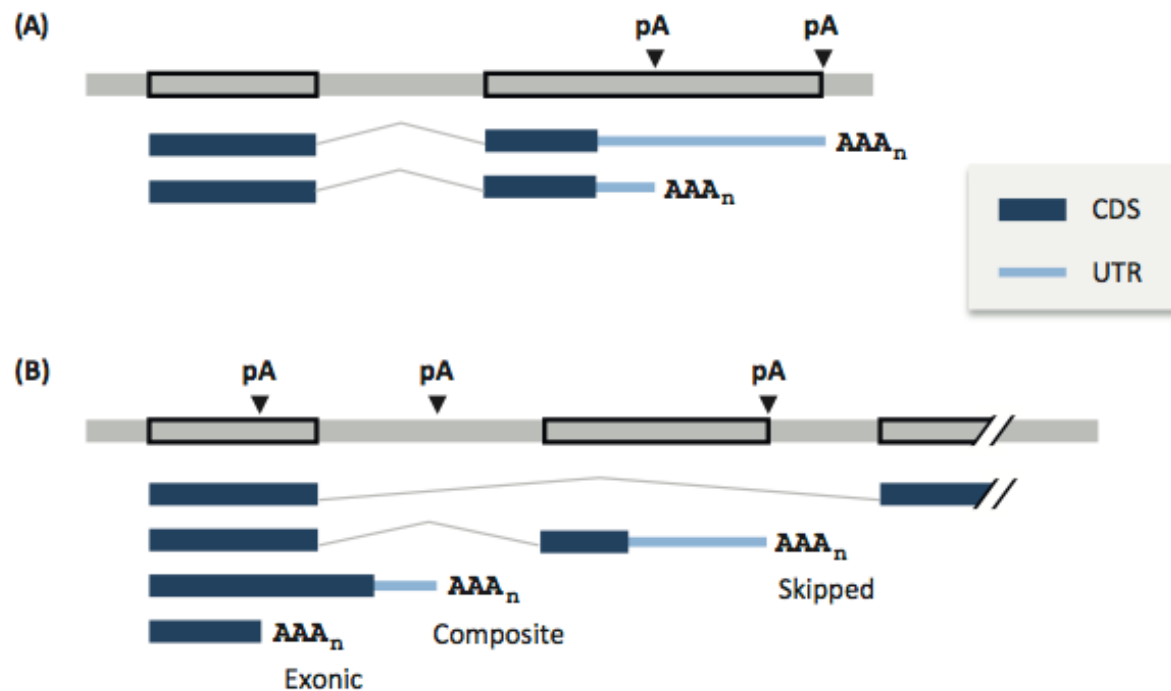 (A)
pA pA
AAAn
AAAn
CDS
UTR
(B)
pA pA pA
AAAn
Skipped
AAAn
Composite
AAAn
Exonic